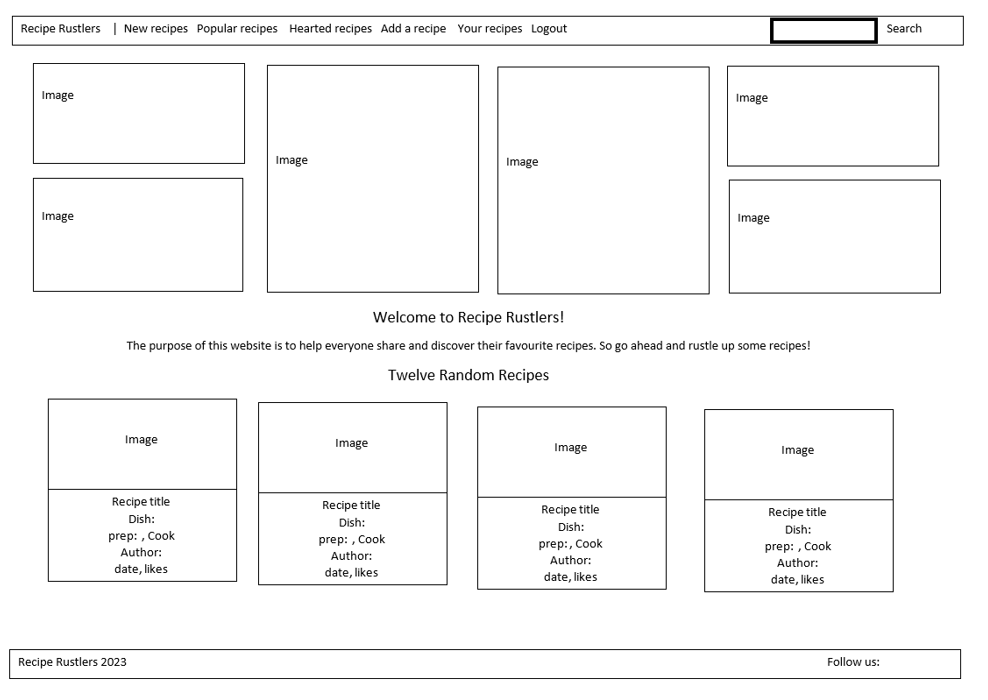 Recipe Rustlers | New recipes Popular recipes Hearted recipes Add a recipe Your recipes Logout Search
Image
Image
Image
Image
Image
Image
Welcome to Recipe Rustlers!
The purpose of this website is to help everyone share and discover their favourite recipes. So go ahead and rustle up some recipes!
Twelve Random Recipes
Image
Recipe title
Dish:
prep: , Cook
Author:
date, likes
Image
Recipe title
Dish:
prep: , Cook
Author:
date, likes
Image
Recipe title
Dish:
prep: , Cook
Author:
date, likes
Image
Recipe title
Dish:
prep: , Cook
Author:
date, likes
Recipe Rustlers 2023 Follow us: